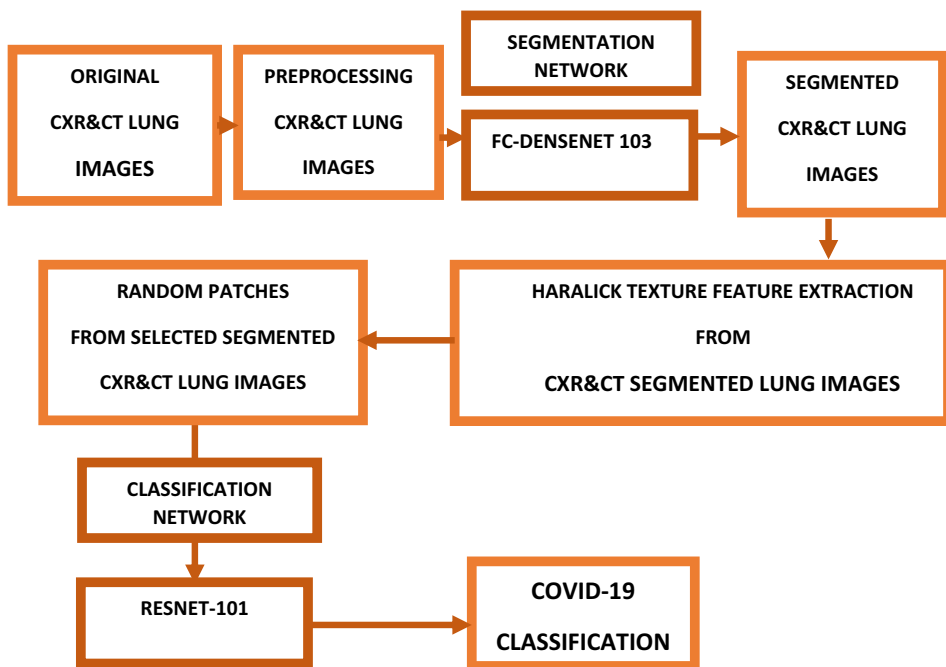 ORIGINAL
CXR&CT LUNG
IMAGES
PREPROCESSING
CXR&CT LUNG
IMAGES
SEGMENTATION
NETWORK
FC-DENSENET 103
SEGMENTED
CXR&CT LUNG
IMAGES
HARALICK TEXTURE FEATURE EXTRACTION
FROM
CXR&CT SEGMENTED LUNG IMAGES
RANDOM PATCHES
FROM SELECTED SEGMENTED
CXR&CT LUNG IMAGES
CLASSIFICATION
NETWORK
RESNET-101
COVID-19
CLASSIFICATION